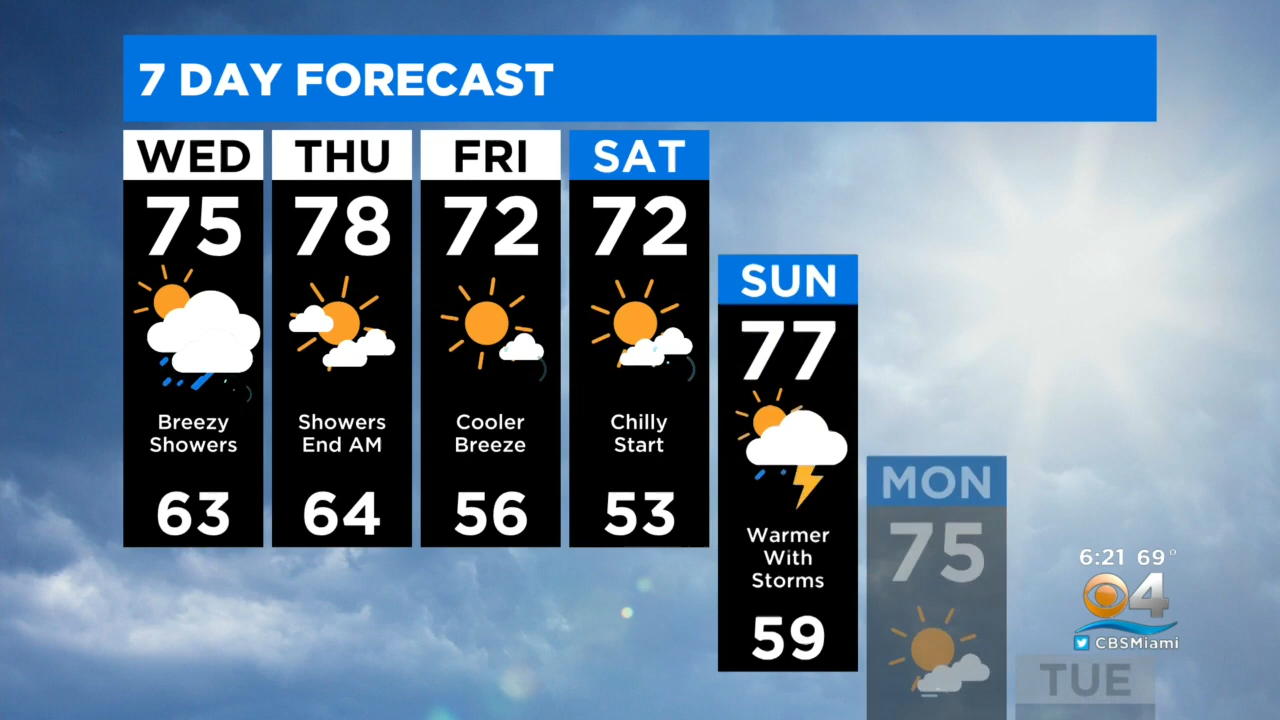 7 DAY FORECAST
WED
75
Breezy
Showers
63
THU
78
Showers
End AM
64
FRI
72
Cooler
Breeze
56
SAT
72
Chilly
Start
53
SUN
77
Warmer
With
Storms
59
MON
75
TUE
6:21 69°
4
CBSMiami